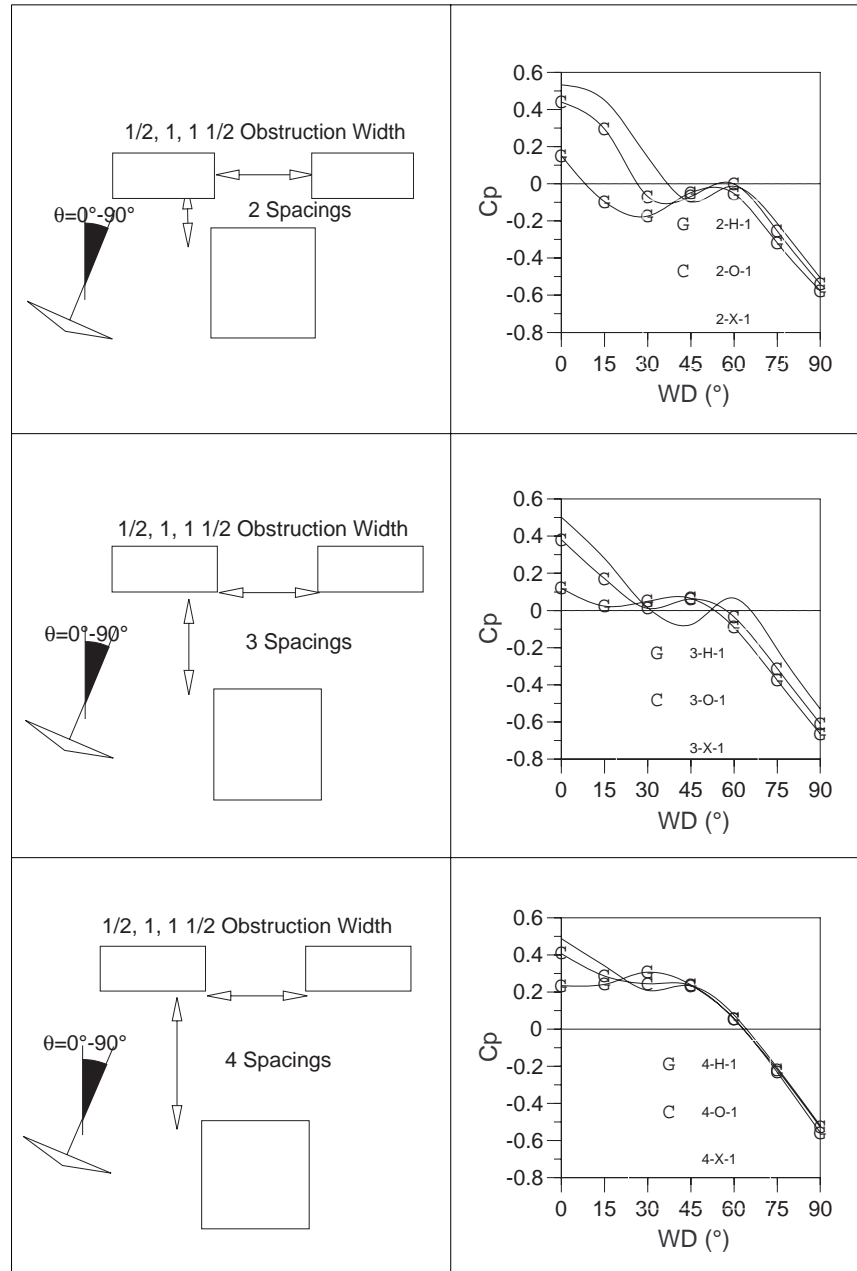 1/2, 1, 1 1/2 Obstruction Width
θ=0°-90°
2 Spacings
0.6
0.4
0.2
0
-0.2
-0.4
-0.6
-0.8
Cp
G 2-H-1
C 2-O-1
2-X-1
0 15 30 45 60 75 90
WD (°)
1/2, 1, 1 1/2 Obstruction Width
θ=0°-90°
3 Spacings
0.6
0.4
0.2
0
-0.2
-0.4
-0.6
-0.8
Cp
G 3-H-1
C 3-O-1
3-X-1
0 15 30 45 60 75 90
WD (°)
1/2, 1, 1 1/2 Obstruction Width
θ=0°-90°
4 Spacings
0.6
0.4
0.2
0
-0.2
-0.4
-0.6
-0.8
Cp
G 4-H-1
C 4-O-1
4-X-1
0 15 30 45 60 75 90
WD (°)